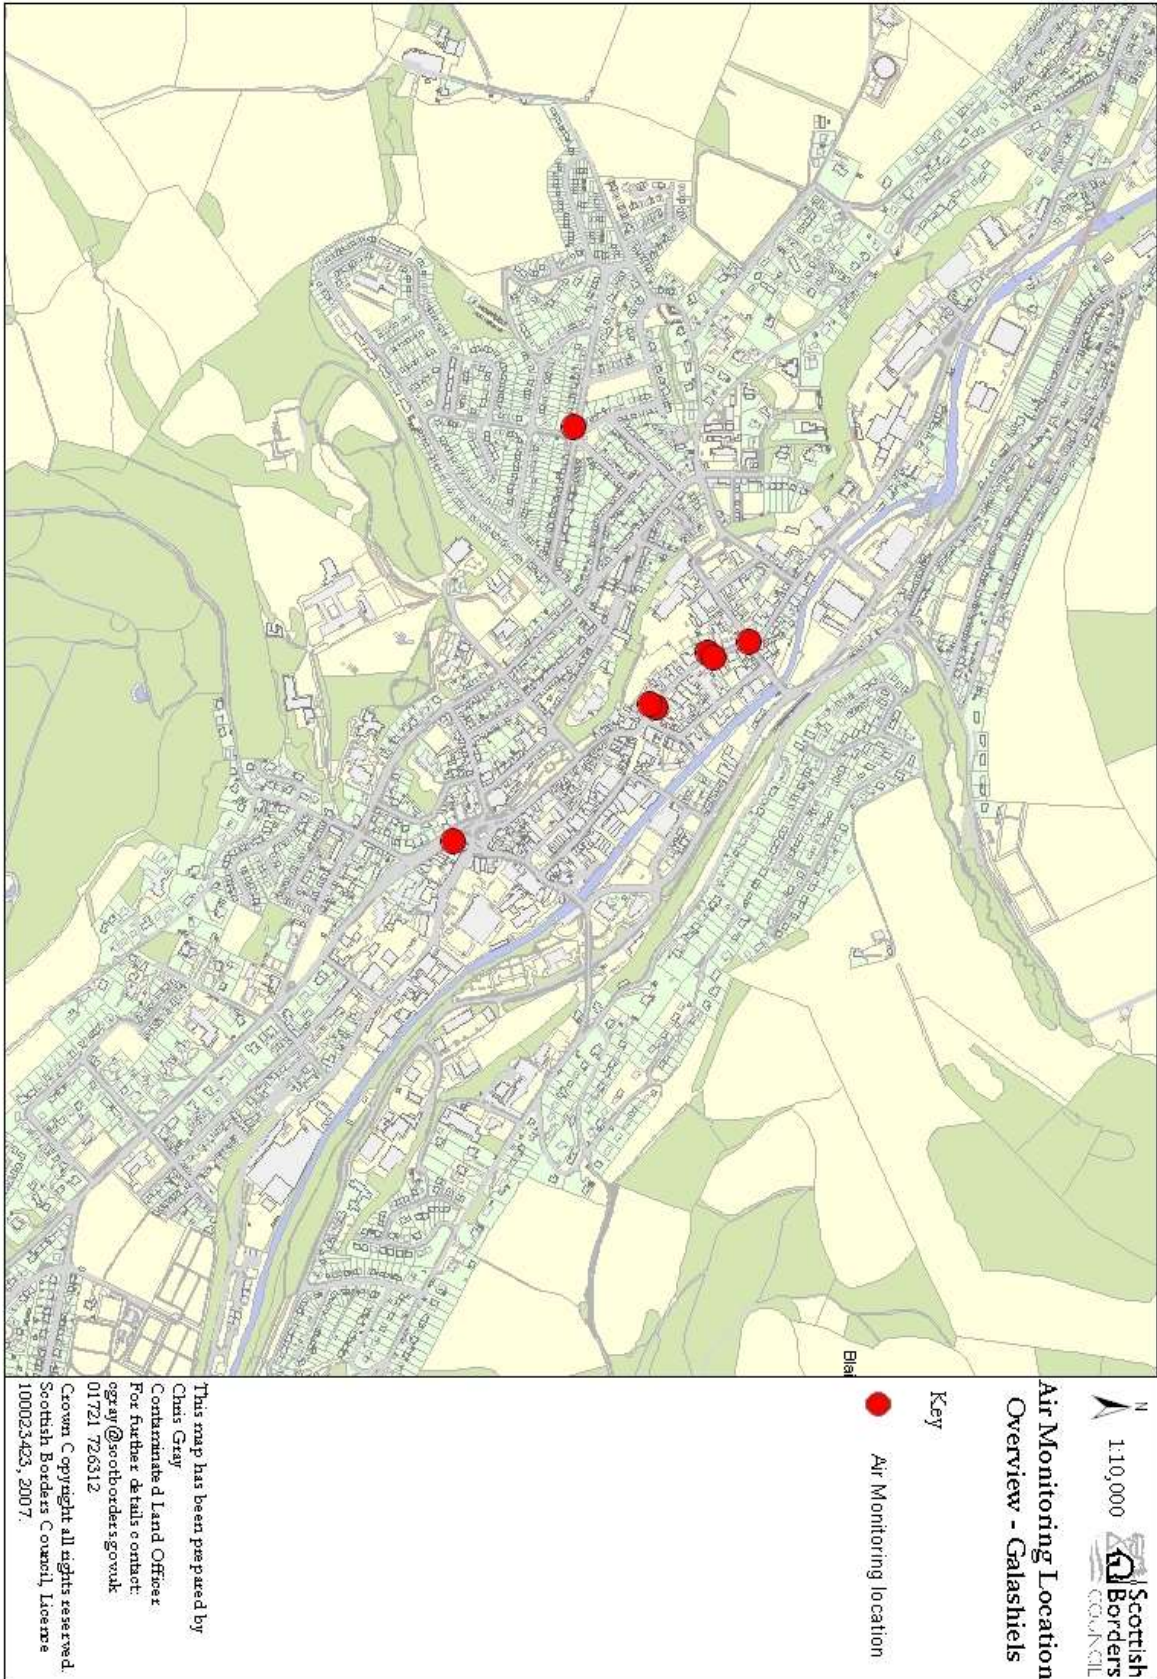 N
1:10,000
Scottish
Borders
COUNCIL
Air Monitoring Location
Overview - Galashiels
Key
Air Monitoring location
Blai
This map has been prepared by
Chris Gray
Contaminated Land Officer
For further details contact:
cgray@scotborders.gov.uk
01721 726312
Crown Copyright all rights reserved.
Scottish Borders Council, Licence
100023423, 2007.